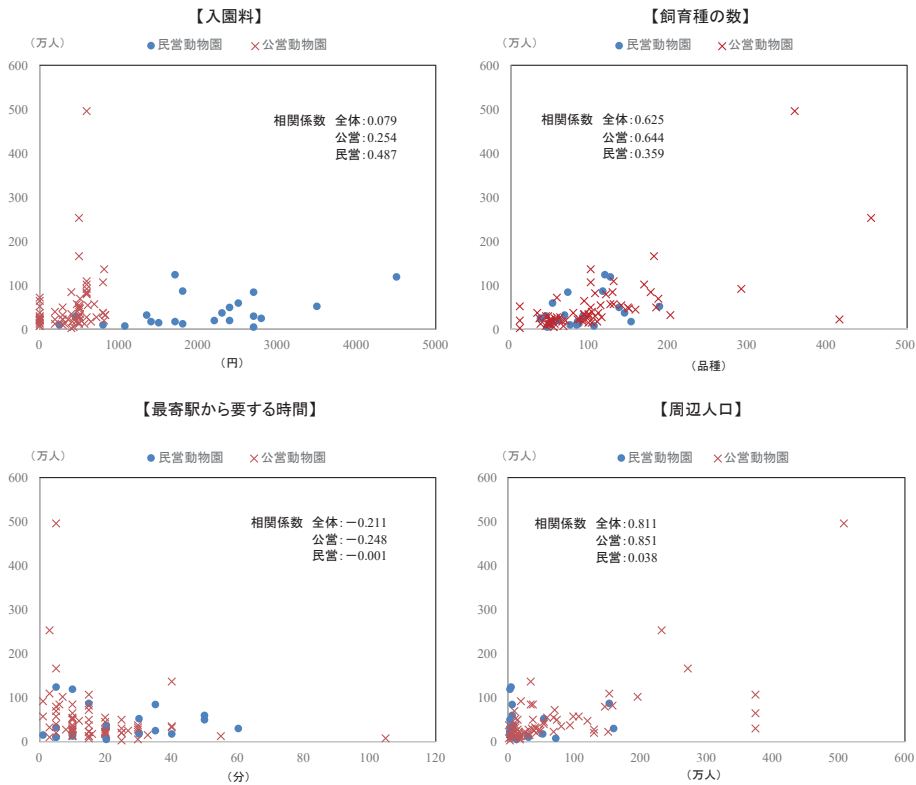 【入園料】
(万人)
●民営動物園 ×公営動物園
600
500
400
300
200
100
0
相関係数 全体:0.079
公営:0.254
民営:0.487
0 1000 2000 3000 4000 5000
(円)
【飼育種の数】
(万人)
●民営動物園 ×公営動物園
600
500
400
300
200
100
0
相関係数 全体:0.625
公営:0.644
民営:0.359
0 100 200 300 400 500
(品種)
【最寄駅から要する時間】
(万人)
●民営動物園 ×公営動物園
600
500
400
300
200
100
0
相関係数 全体:－0.211
公営:－0.248
民営:－0.001
0 20 40 60 80 100 120
(分)
【周辺人口】
(万人)
●民営動物園 ×公営動物園
600
500
400
300
200
100
0
相関係数 全体:0.811
公営:0.851
民営:0.038
0 100 200 300 400 500 600
(万人)